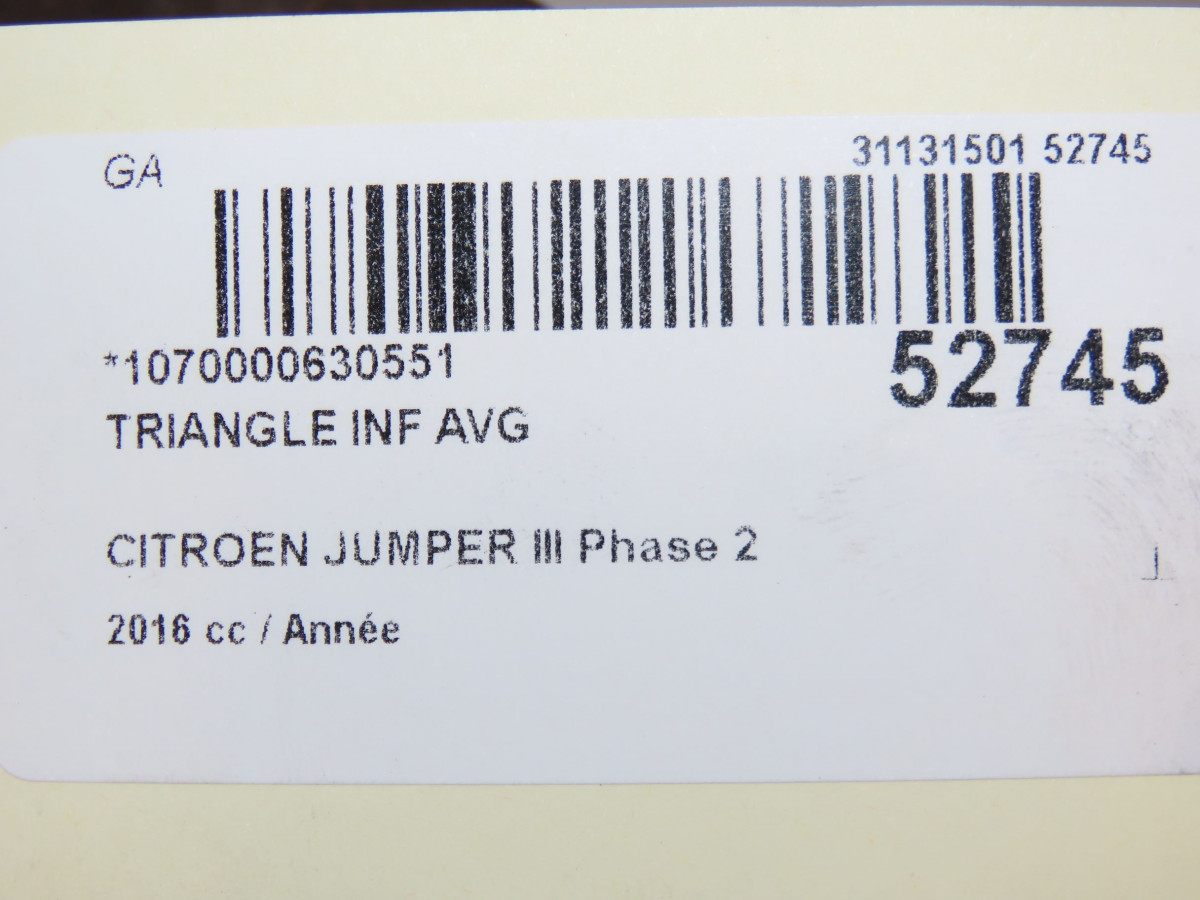 GA
31131501 52745
*1070000630551
52745
TRIANGLE INF AVG
CITROEN JUMPER III Phase 2
2016 cc / Année